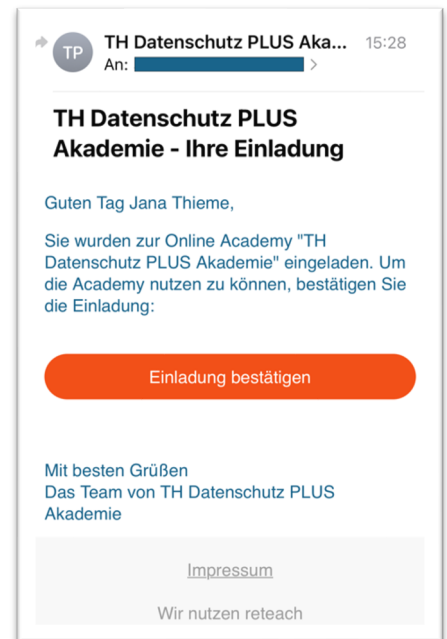 TP
TH Datenschutz PLUS Aka... 15:28
An:
TH Datenschutz PLUS
Akademie - Ihre Einladung
Guten Tag Jana Thieme,
Sie wurden zur Online Academy "TH
Datenschutz PLUS Akademie" eingeladen. Um
die Academy nutzen zu können, bestätigen Sie
die Einladung:
Einladung bestätigen
Mit besten Grüßen
Das Team von TH Datenschutz PLUS
Akademie
Impressum
Wir nutzen reteach